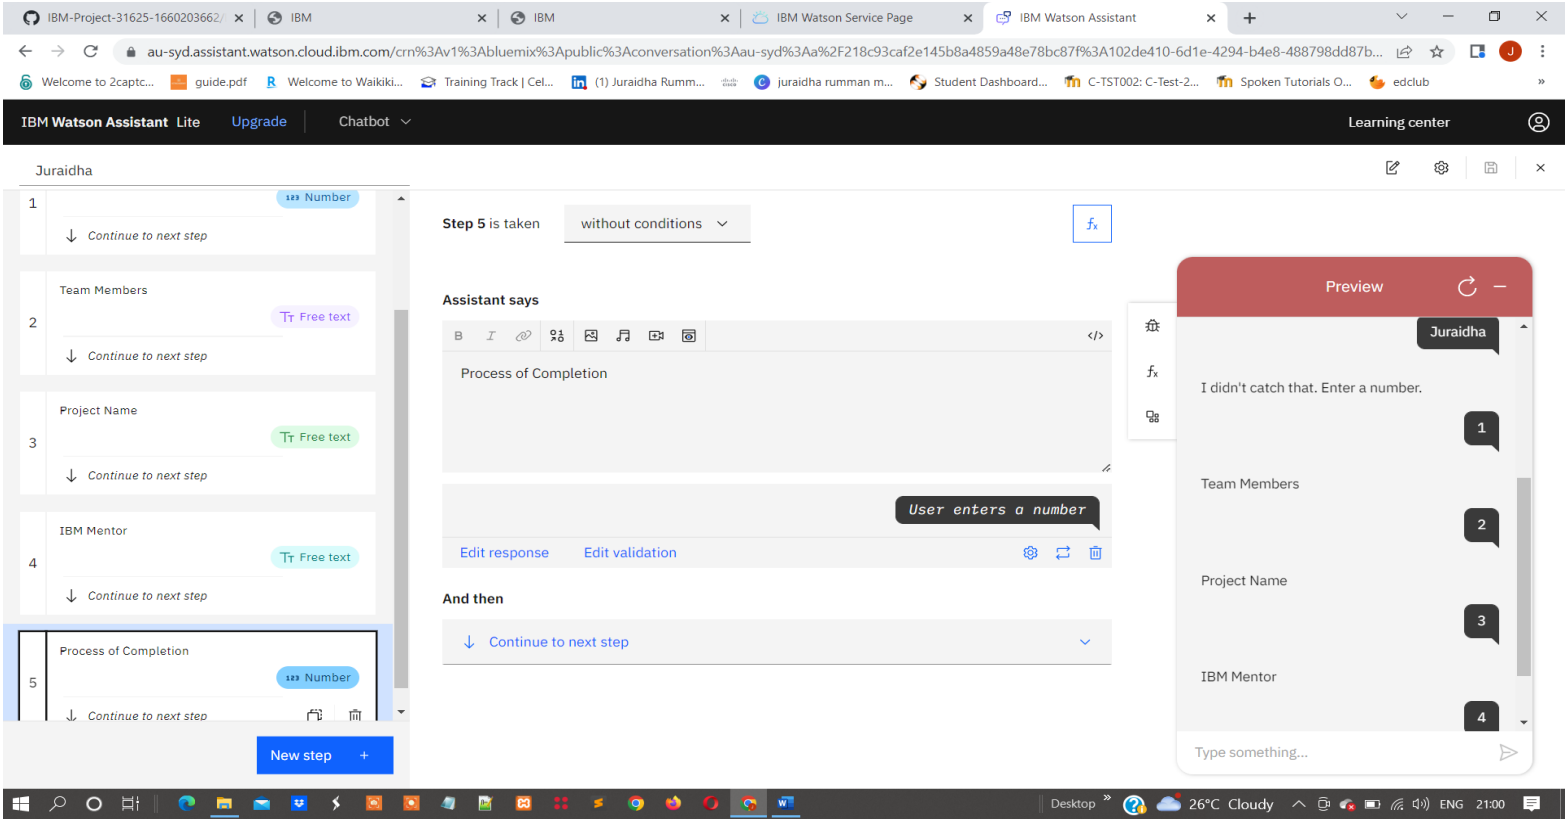 IBM-Project-31625-1660203662/
IBM
IBM
IBM Watson Service Page
IBM Watson Assistant
au-syd.assistant.watson.cloud.ibm.com/crn%3Av1%3Abluemix%3Apublic%3Aconversation%3Aau-syd%3Aa%2F218c93caf2e145b8a4859a48e78bc87f%3A102de410-6d1e-4294-b4e8-488798dd87b...
J
Welcome to 2captc...
guide.pdf
Welcome to Waikiki...
Training Track | Cel...
(1) Juraidha Rumm...
juraidha rumman m...
Student Dashboard...
C-TST002: C-Test-2...
Spoken Tutorials O...
edclub
»
IBM Watson Assistant Lite
Upgrade
Chatbot
Learning center
Juraidha
1
123 Number
Continue to next step
2
Team Members
Free text
Continue to next step
3
Project Name
Free text
Continue to next step
4
IBM Mentor
Free text
Continue to next step
5
Process of Completion
123 Number
Continue to next step
New step +
Step 5 is taken
without conditions
fx
Assistant says
B I
</>
Process of Completion
User enters a number
Edit response
Edit validation
And then
Continue to next step
fx
Preview
Juraidha
I didn't catch that. Enter a number.
1
Team Members
2
Project Name
3
IBM Mentor
4
Type something...
Desktop »
26°C Cloudy
ENG
21:00